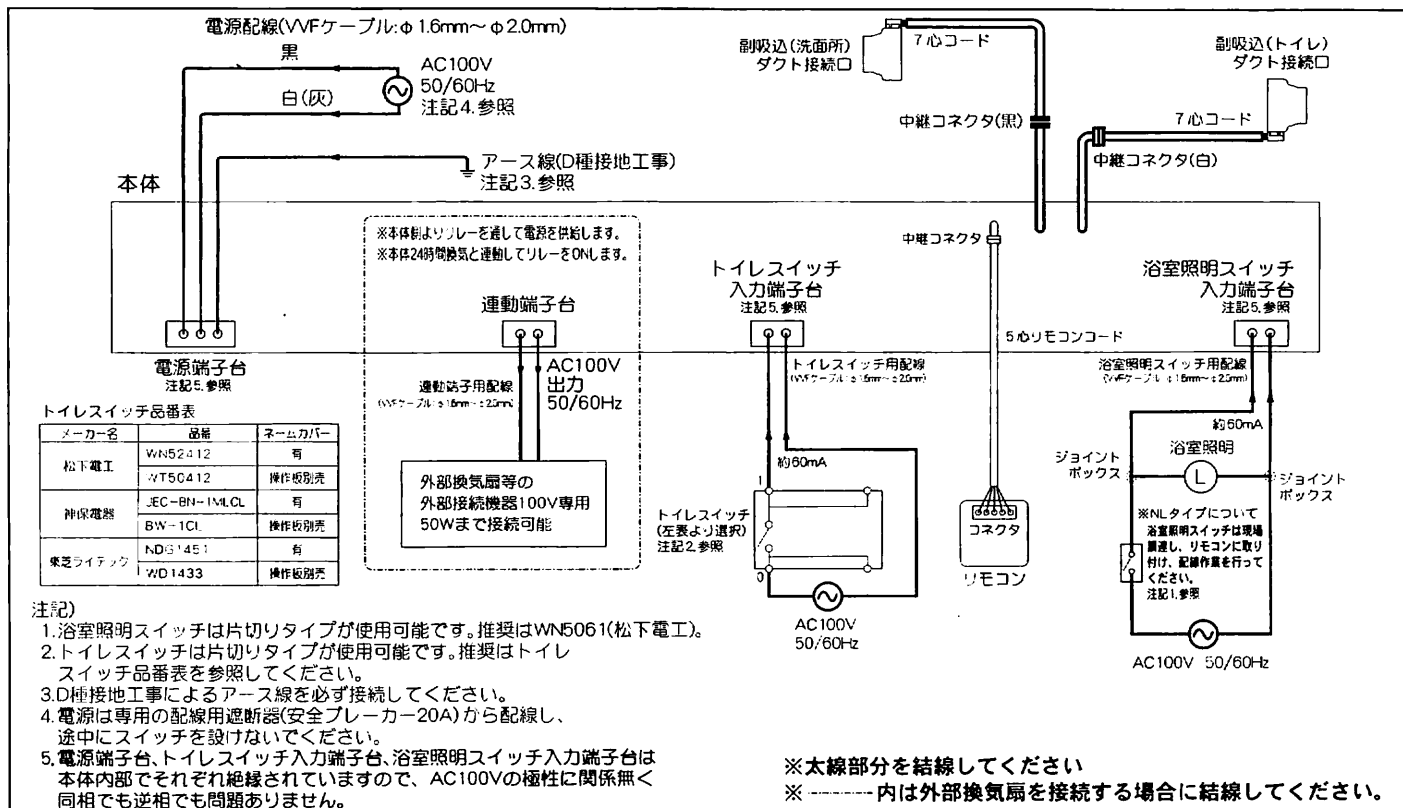 電源配線(VVFケーブル:φ1.6mm～φ2.0mm)
黒
白(灰)
AC100V
50/60Hz
注記4.参照
アース線(D種接地工事)
注記3.参照
本体
副吸込(洗面所)
ダクト接続口
7心コード
中継コネクタ(黒)
副吸込(トイレ)
ダクト接続口
7心コード
中継コネクタ(白)
※本体側よりリレーを通して電源を供給します。
※本体24時間換気と連動してリレーをONします。
連動端子台
電源端子台
注記5.参照
トイレスイッチ
入力端子台
注記5.参照
中継コネクタ
5心リモコンコード
浴室照明スイッチ
入力端子台
注記5.参照
連動端子用配線
(VVFケーブル:φ1.6mm～φ2.0mm)
AC100V
出力
50/60Hz
外部換気扇等の
外部接続機器100V専用
50Wまで接続可能
トイレスイッチ用配線
(VVFケーブル:φ1.6mm～φ2.0mm)
約60mA
1
0
トイレスイッチ
(左表より選択)
注記2.参照
AC100V
50/60Hz
コネクタ
リモコン
浴室照明スイッチ用配線
(VVFケーブル:φ1.6mm～φ2.0mm)
約60mA
浴室照明
L
ジョイント
ボックス
ジョイント
ボックス
※NLタイプについて
浴室照明スイッチは現場
調達し、リモコンに取り
付け、配線作業を行って
ください。
注記1.参照
AC100V 50/60Hz
トイレスイッチ品番表
メーカー名 品番 ネームカバー
松下電工 WN52412 有
WT50412 操作板別売
神保電器 JEC-BN-1MLCL 有
BW-1CL 操作板別売
東芝ライテック NDG1451 有
WD1433 操作板別売
注記)
1.浴室照明スイッチは片切りタイプが使用可能です。推奨はWN5061(松下電工)。
2.トイレスイッチは片切りタイプが使用可能です。推奨はトイレ
スイッチ品番表を参照してください。
3.D種接地工事によるアース線を必ず接続してください。
4.電源は専用の配線用遮断器(安全ブレーカー20A)から配線し、
途中にスイッチを設けないでください。
5.電源端子台、トイレスイッチ入力端子台、浴室照明スイッチ入力端子台は
本体内部でそれぞれ絶縁されていますので、AC100Vの極性に関係無く
同相でも逆相でも問題ありません。
※太線部分を結線してください
※ 内は外部換気扇を接続する場合に結線してください。